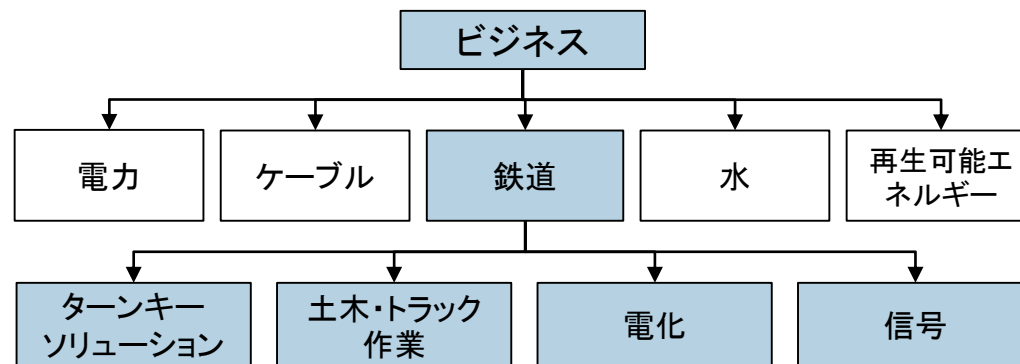 ビジネス
電力
ケーブル
鉄道
水
再生可能エ
ネルギー
ターンキー
ソリューション
土木・トラック
作業
電化
信号